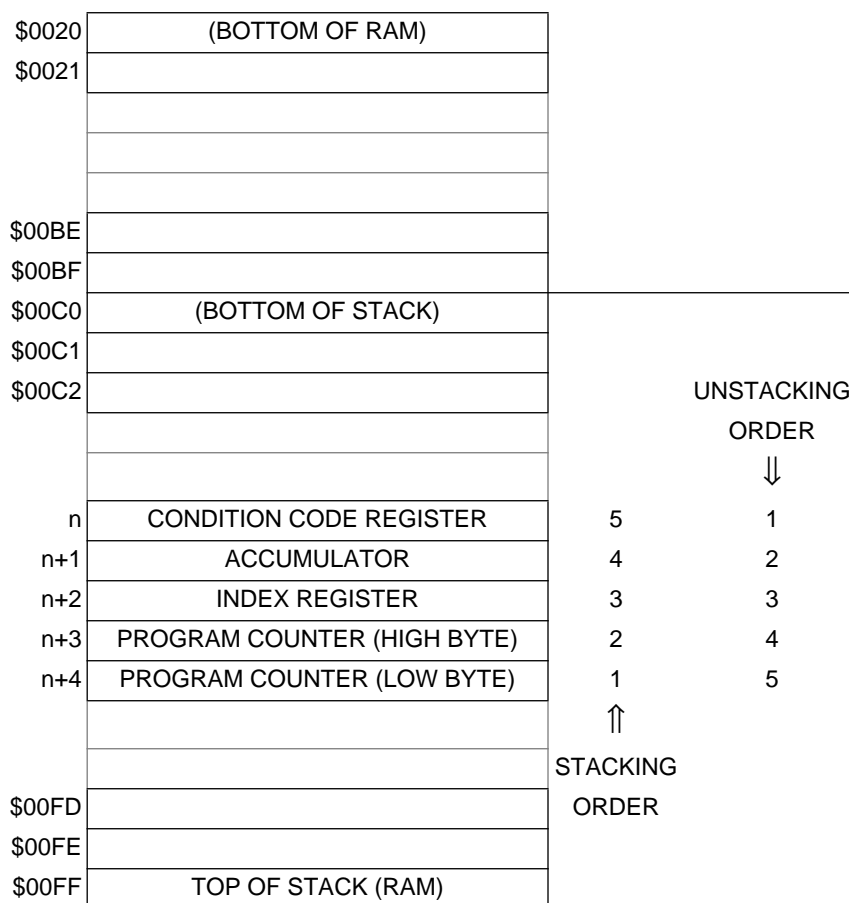 $0020 (BOTTOM OF RAM)
$0021
$00BE
$00BF
$00C0 (BOTTOM OF STACK)
$00C1
$00C2 UNSTACKING
ORDER
⇓
n CONDITION CODE REGISTER 5 1
n+1 ACCUMULATOR 4 2
n+2 INDEX REGISTER 3 3
n+3 PROGRAM COUNTER (HIGH BYTE) 2 4
n+4 PROGRAM COUNTER (LOW BYTE) 1 5
⇑
STACKING
$00FD ORDER
$00FE
$00FF TOP OF STACK (RAM)